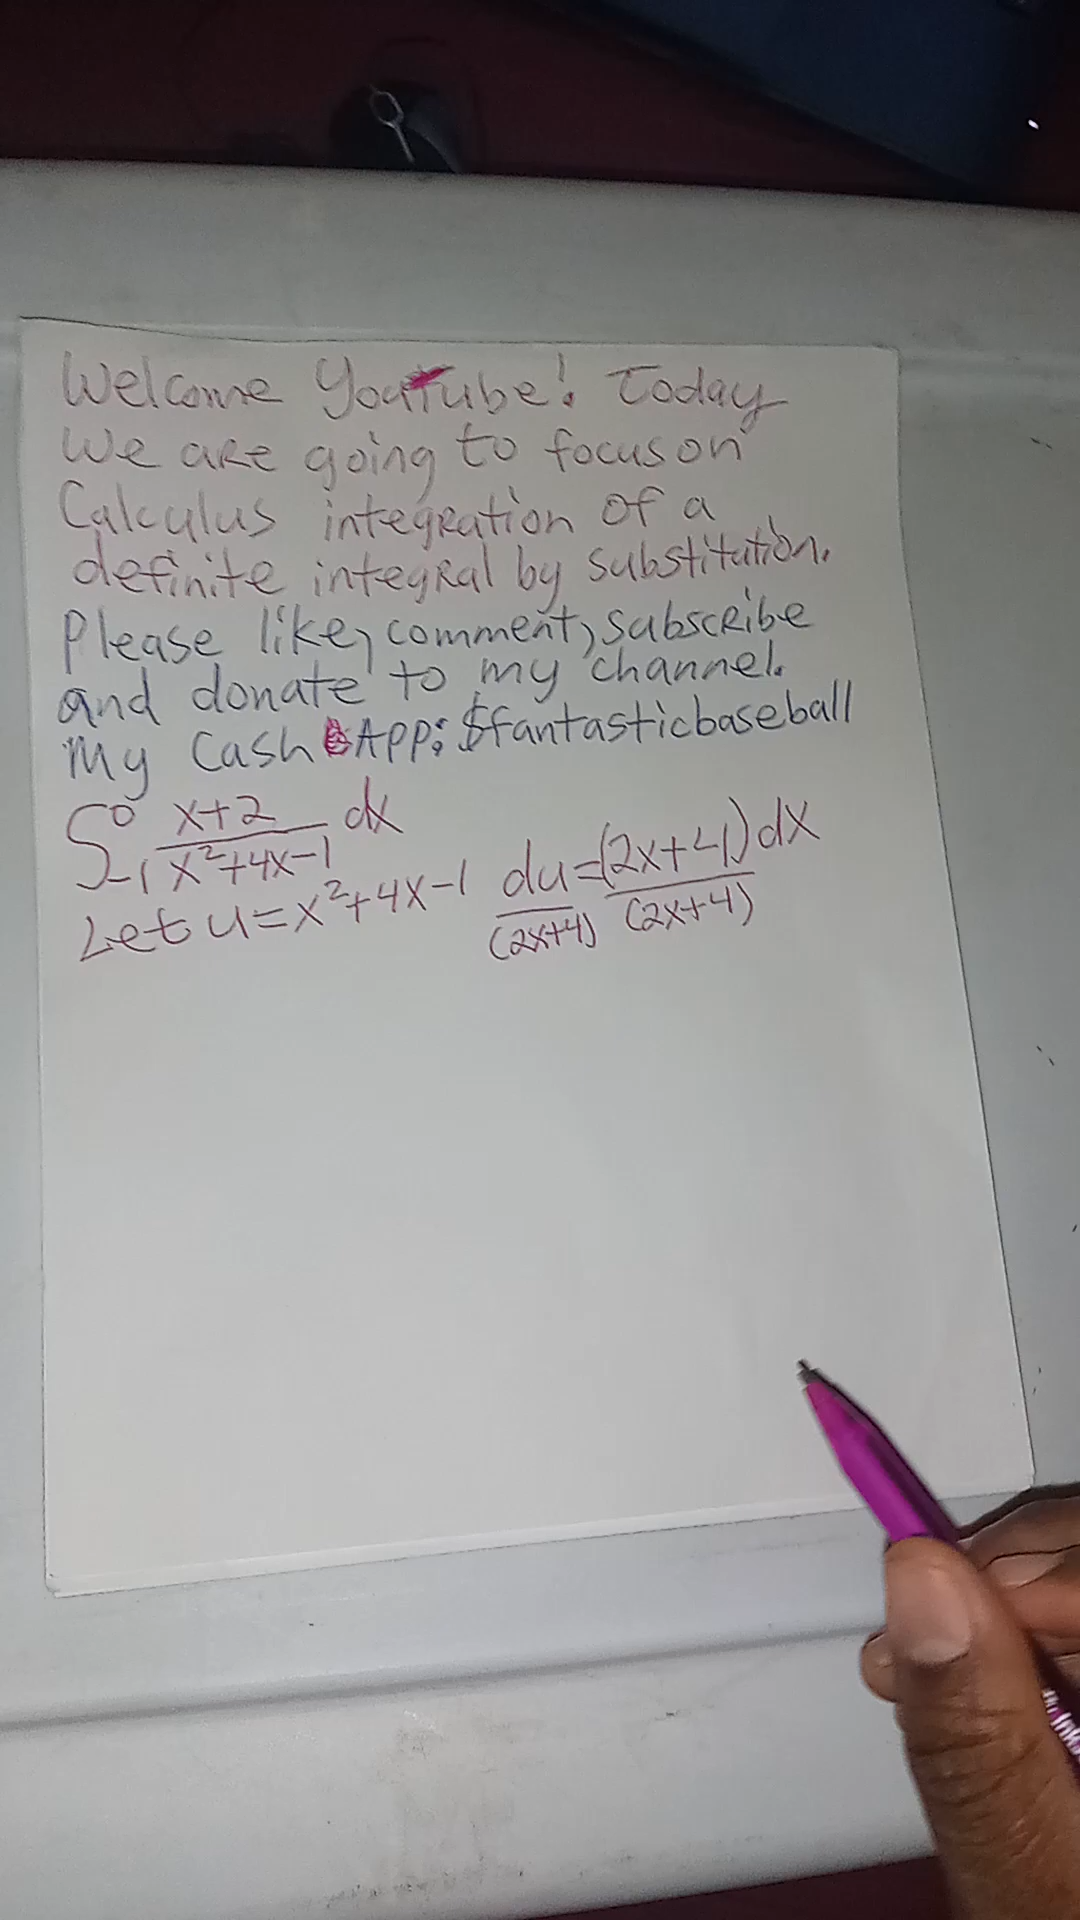 Welcome YouTube! Today
we are going to focus on
Calculus integration of a
definite integral by substitution.
Please like, comment, subscribe
and donate to my channel.
My Cash App: $fantasticbaseball
∫₋₁⁰ (x+2)/(x²+4x-1) dx
Let u=x²+4x-1 du/(2x+4)=(2x+4)dx/(2x+4)